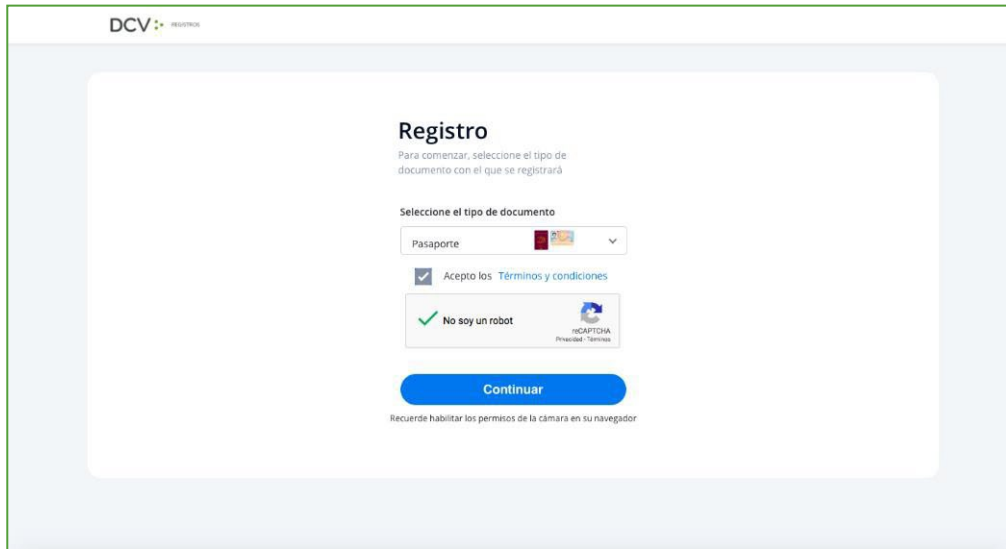 DCV REGISTROS
Registro
Para comenzar, seleccione el tipo de
documento con el que se registrará
Seleccione el tipo de documento
Pasaporte
Acepto los Términos y condiciones
No soy un robot
reCAPTCHA
Privacidad - Términos
Continuar
Recuerde habilitar los permisos de la cámara en su navegador